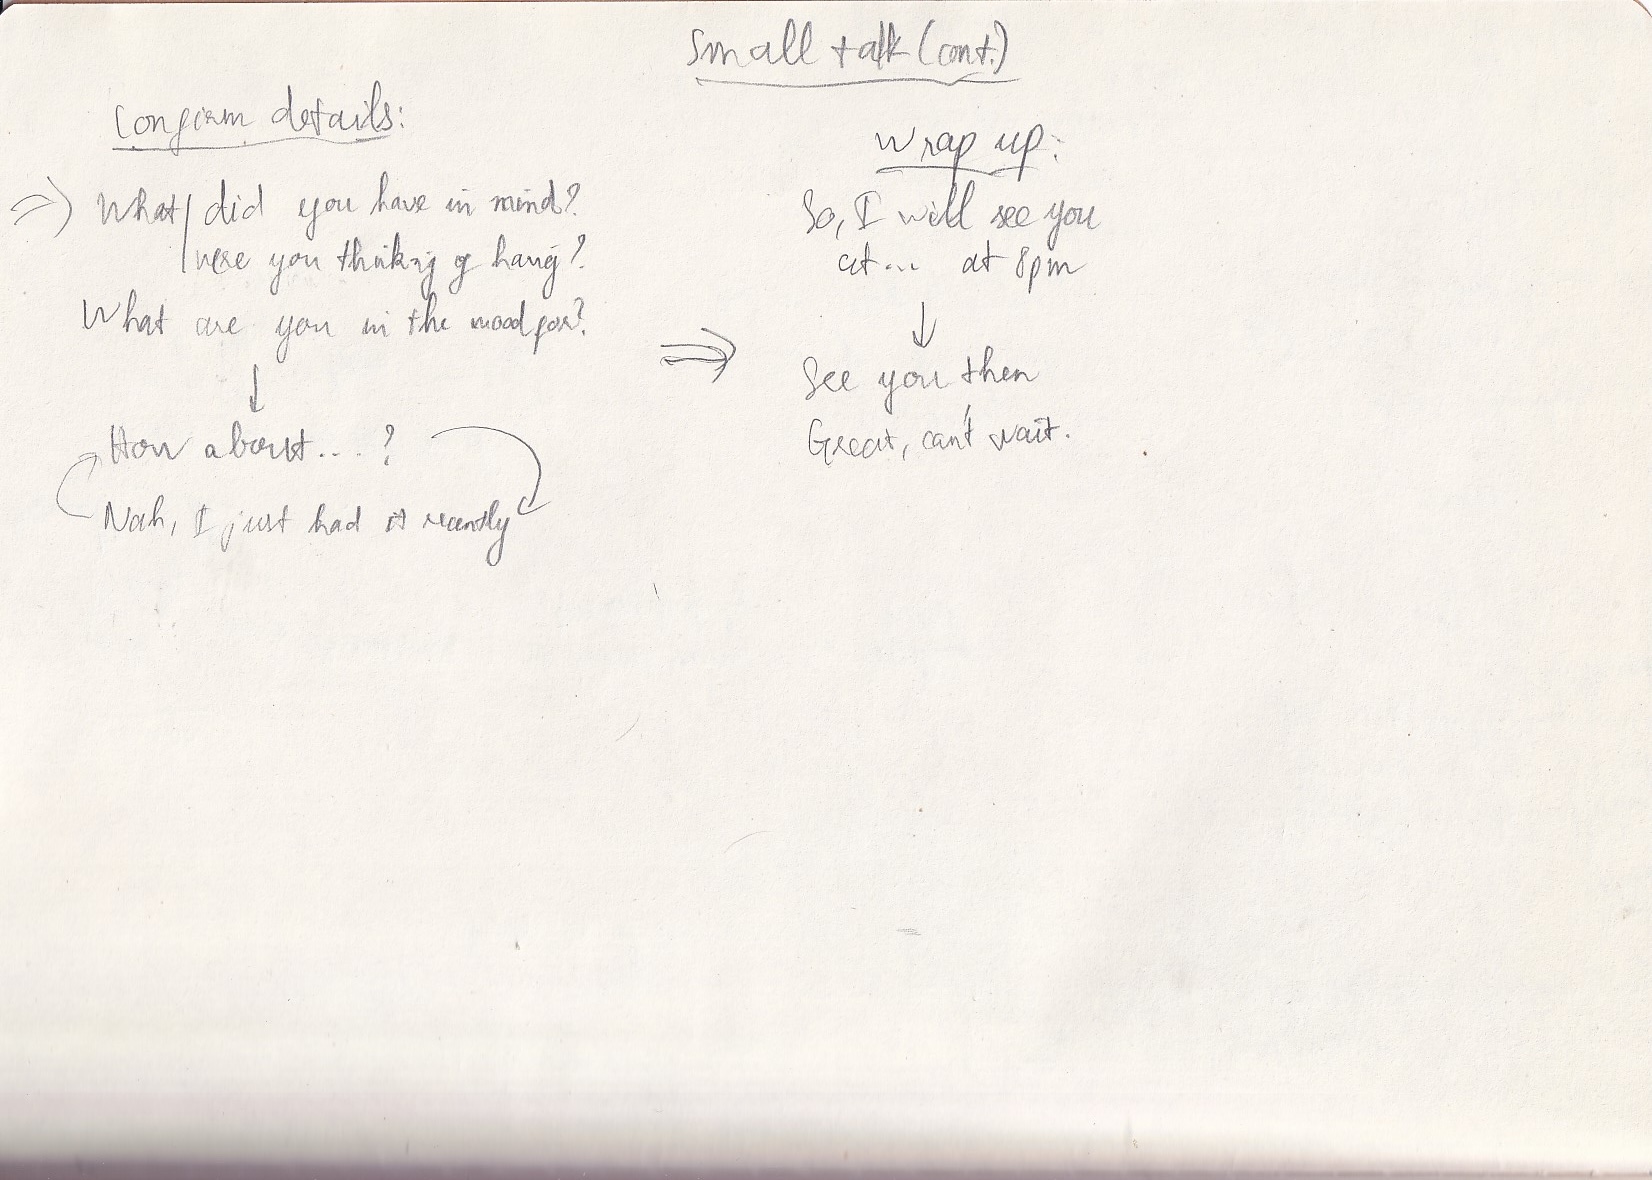 Small talk (cont.)
Confirm details:
What did you have in mind?
were you thinking of having?
What are you in the mood for?
How about...?
Nah, I just had it recently
Wrap up:
So, I will see you
at... at 8pm
See you then
Great, can't wait.